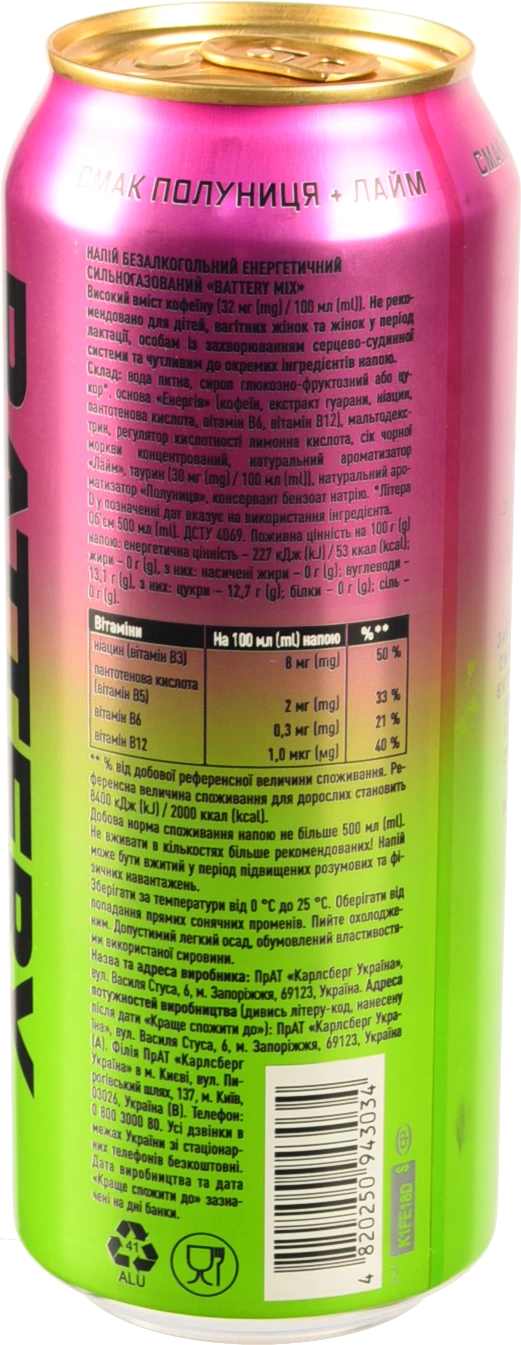 СМАК ПОЛУНИЦЯ + ЛАЙМ
СМАК
BATTERY
НАПІЙ БЕЗАЛКОГОЛЬНИЙ ЕНЕРГЕТИЧНИЙ
СИЛЬНОГАЗОВАНИЙ «BATTERY MIX»
Високий вміст кофеїну (32 мг (mg) / 100 мл (ml)). Не реко-
мендовано для дітей, вагітних жінок та жінок у період
лактації, особам із захворюванням серцево-судинної
системи та чутливим до окремих інгредієнтів напою.
Склад: вода питна, сироп глюкозно-фруктозний або цу-
кор*, основа «Енергія» (кофеїн, екстракт гуарани, ніацин,
пантотенова кислота, вітамін В6, вітамін В12), мальтодекс-
трин, регулятор кислотності лимонна кислота, сік чорної
моркви концентрований, натуральний ароматизатор
«Лайм», таурин (30 мг (mg) / 100 мл (ml)), натуральний аро-
матизатор «Полуниця», консервант бензоат натрію. *Літера
D у позначенні дат вказує на використання інгредієнта.
Об'єм 500 мл (ml). ДСТУ 4069. Поживна цінність на 100 г (g)
напою: енергетична цінність – 227 кДж (kJ) / 53 ккал (kcal);
жири – 0 г (g), з них: насичені жири – 0 г (g); вуглеводи –
13,1 г (g), з них: цукри – 12,7 г (g); білки – 0 г (g); сіль –
0 г (g).
Вітаміни На 100 мл (ml) напою %**
ніацин (вітамін В3) 8 мг (mg) 50 %
пантотенова кислота
(вітамін В5) 2 мг (mg) 33 %
вітамін В6 0,3 мг (mg) 21 %
вітамін В12 1,0 мкг (мg) 40 %
** % від добової референсної величини споживання. Ре-
ференсна величина споживання для дорослих становить
8400 кДж (kJ) / 2000 ккал (kcal).
Добова норма споживання напою не більше 500 мл (ml).
Не вживати в кількостях більше рекомендованих! Напій
може бути вжитий у період підвищених розумових та фі-
зичних навантажень.
Зберігати за температури від 0 °С до 25 °С. Оберігати від
попадання прямих сонячних променів. Пийте охолодже-
ним. Допустимий легкий осад, обумовлений властивостя-
ми використаної сировини.
Назва та адреса виробника: ПрАТ «Карлсберг Україна»,
вул. Василя Стуса, 6, м. Запоріжжя, 69123, Україна. Адреса
потужностей виробництва (дивись літеру-код, нанесену
після дати «Краще спожити до»): ПрАТ «Карлсберг Укра-
їна», вул. Василя Стуса, 6, м. Запоріжжя, 69123, Україна
(А). Філія ПрАТ «Карлсберг
Україна» в м. Києві, вул. Пи-
рогівський шлях, 137, м. Київ,
03026, Україна (В). Телефон:
0 800 3000 80. Усі дзвінки в
межах України зі стаціонар-
них телефонів безкоштовні.
Дата виробництва та дата
«Краще спожити до» зазна-
чені на дні банки.
41
ALU
4 820250 943034
K1FE18D S